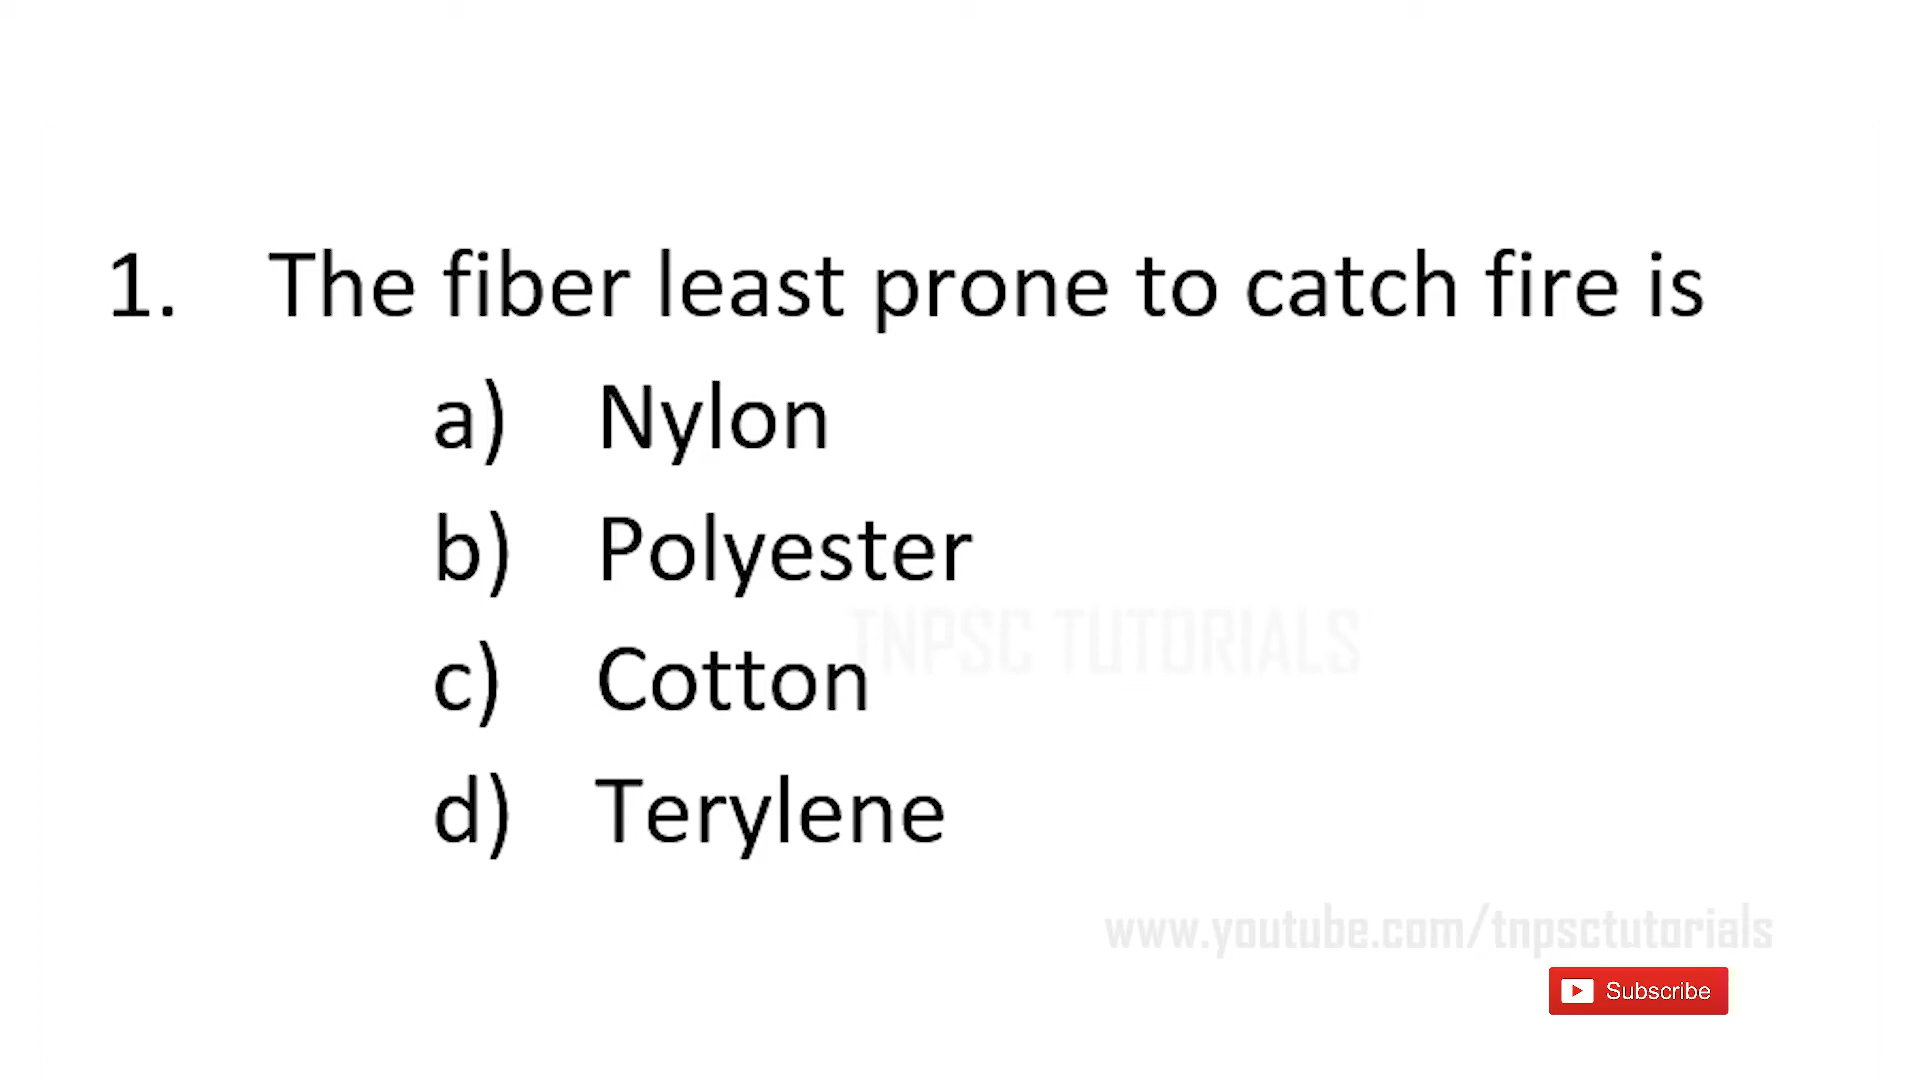 1. The fiber least prone to catch fire is
a) Nylon
b) Polyester
TNPSC TUTORIALS
c) Cotton
d) Terylene
www.youtube.com/tnpsctutorials
Subscribe